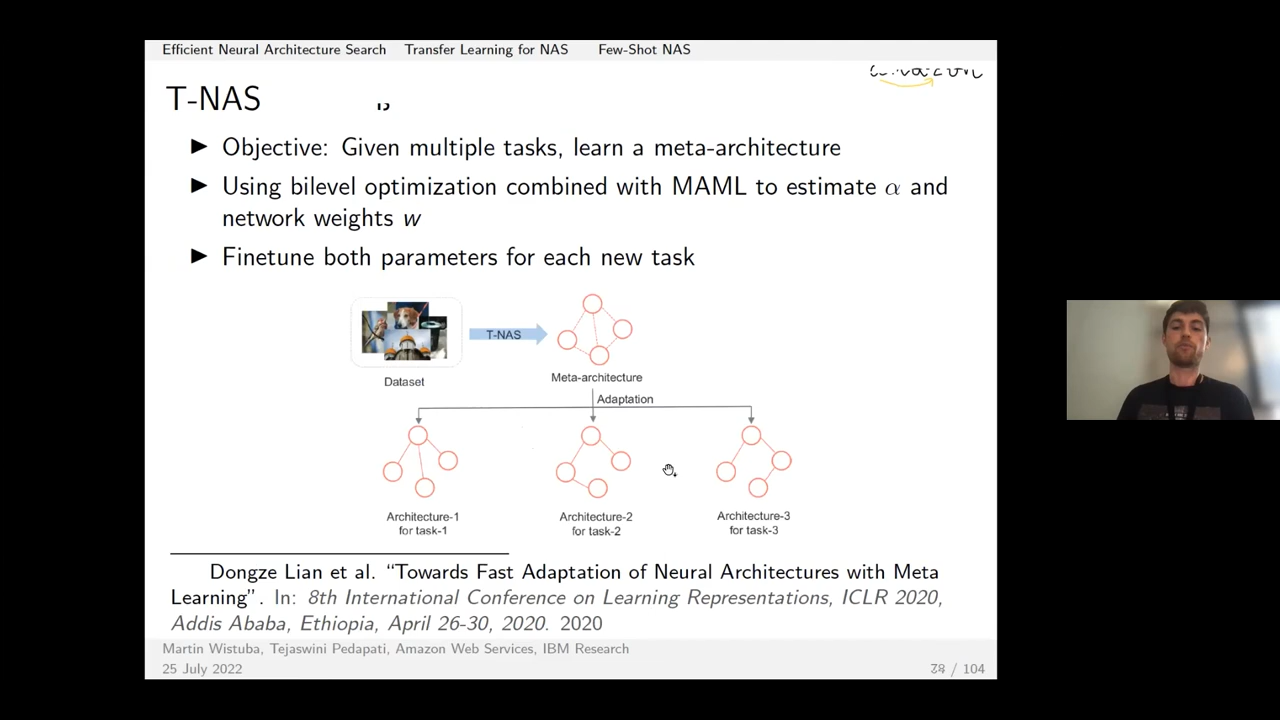 Efficient Neural Architecture Search Transfer Learning for NAS Few-Shot NAS
T-NAS
▶ Objective: Given multiple tasks, learn a meta-architecture
▶ Using bilevel optimization combined with MAML to estimate α and
network weights w
▶ Finetune both parameters for each new task
T-NAS
Dataset
Meta-architecture
Adaptation
Architecture-1
for task-1
Architecture-2
for task-2
Architecture-3
for task-3
Dongze Lian et al. “Towards Fast Adaptation of Neural Architectures with Meta
Learning”. In: 8th International Conference on Learning Representations, ICLR 2020,
Addis Ababa, Ethiopia, April 26-30, 2020. 2020
Martin Wistuba, Tejaswini Pedapati, Amazon Web Services, IBM Research
25 July 2022
/ 104